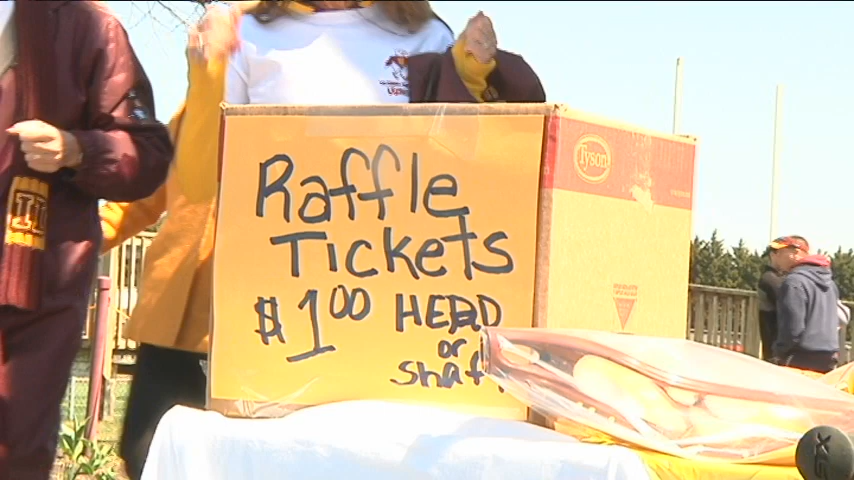 Raffle
Tickets
$1.00 HEAD
or
Tyson